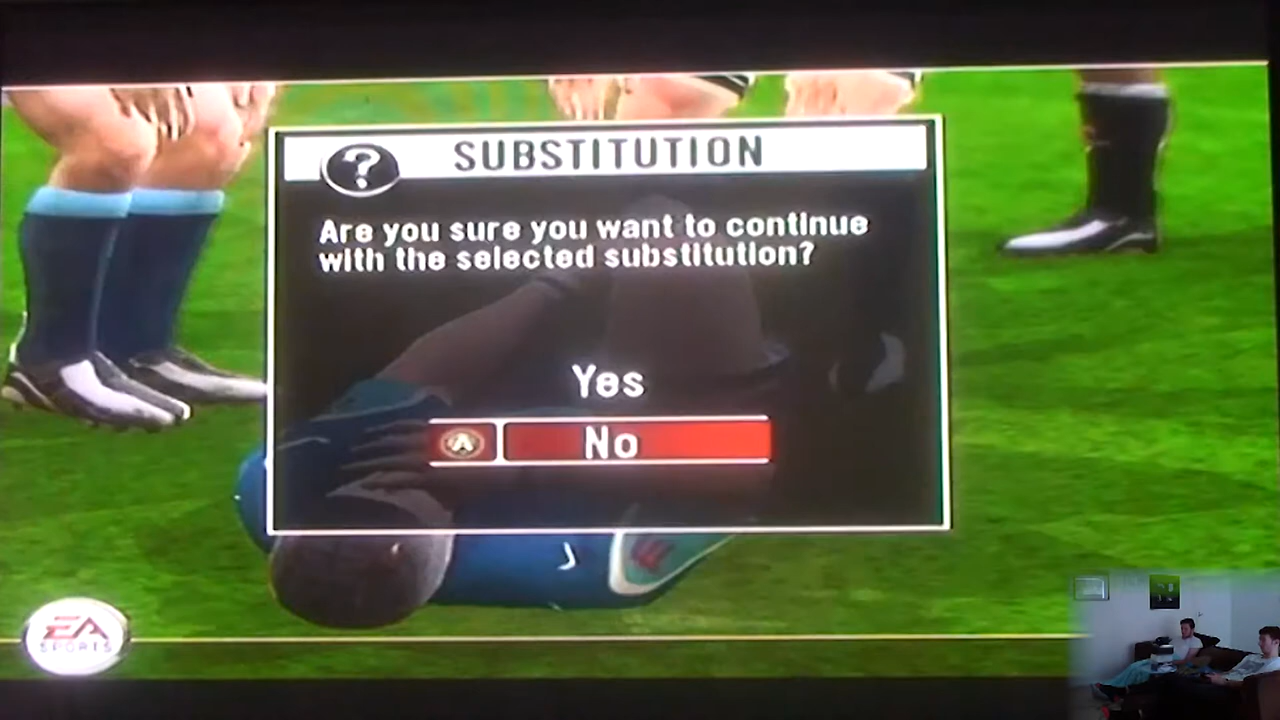 SUBSTITUTION
Are you sure you want to continue
with the selected substitution?
Yes
A
No
EA
SPORTS